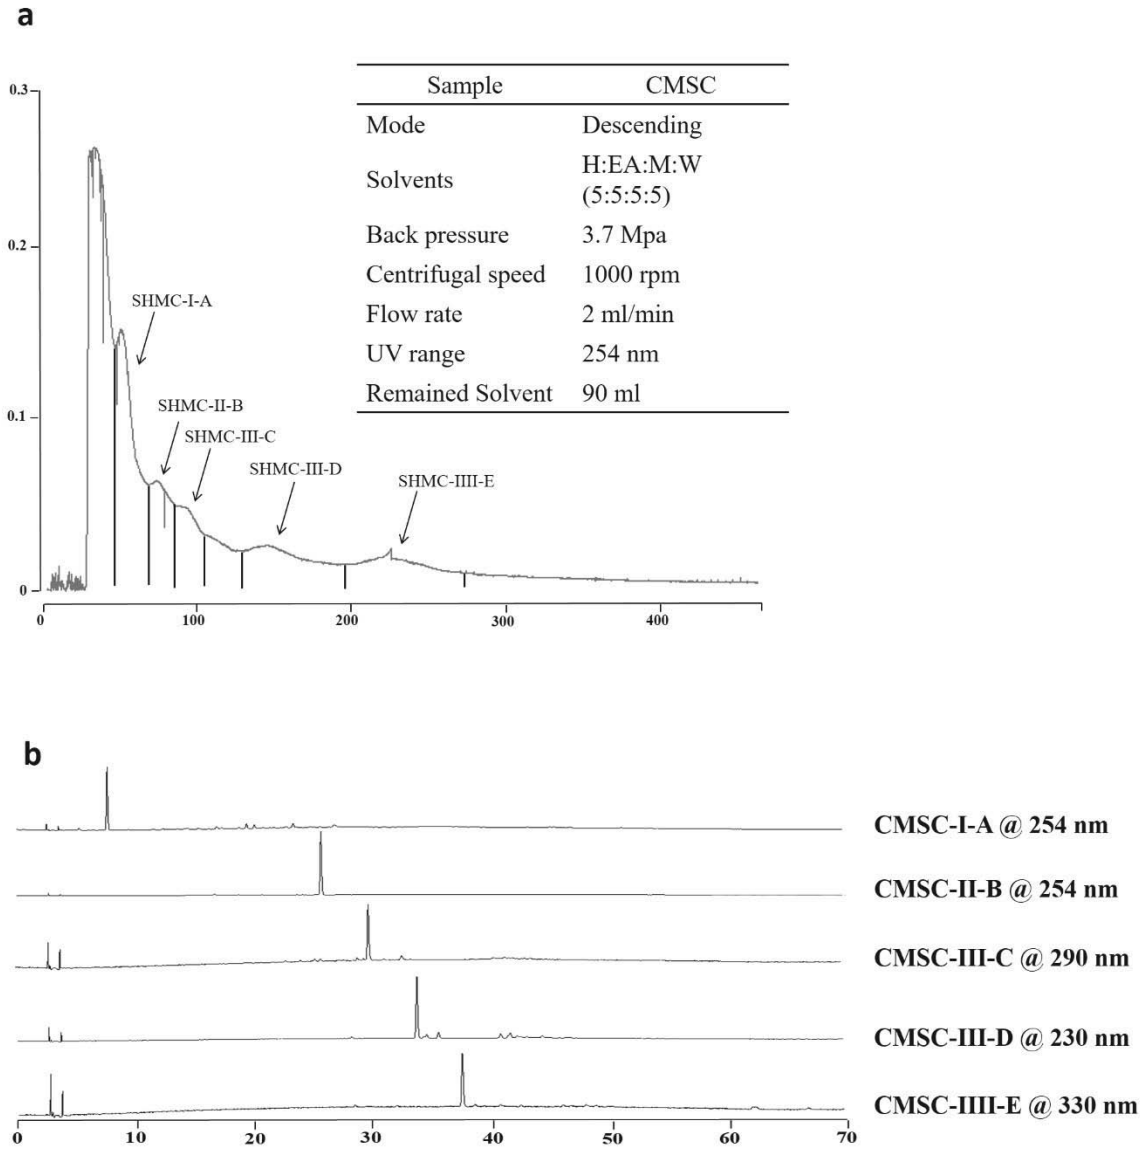 a
Sample CMSC
Mode Descending
Solvents H:EA:M:W
(5:5:5:5)
Back pressure 3.7 Mpa
Centrifugal speed 1000 rpm
Flow rate 2 ml/min
UV range 254 nm
Remained Solvent 90 ml
0.3
0.2
0.1
0
SHMC-I-A
SHMC-II-B
SHMC-III-C
SHMC-III-D
SHMC-IIII-E
0 100 200 300 400
b
CMSC-I-A @ 254 nm
CMSC-II-B @ 254 nm
CMSC-III-C @ 290 nm
CMSC-III-D @ 230 nm
CMSC-IIII-E @ 330 nm
0 10 20 30 40 50 60 70